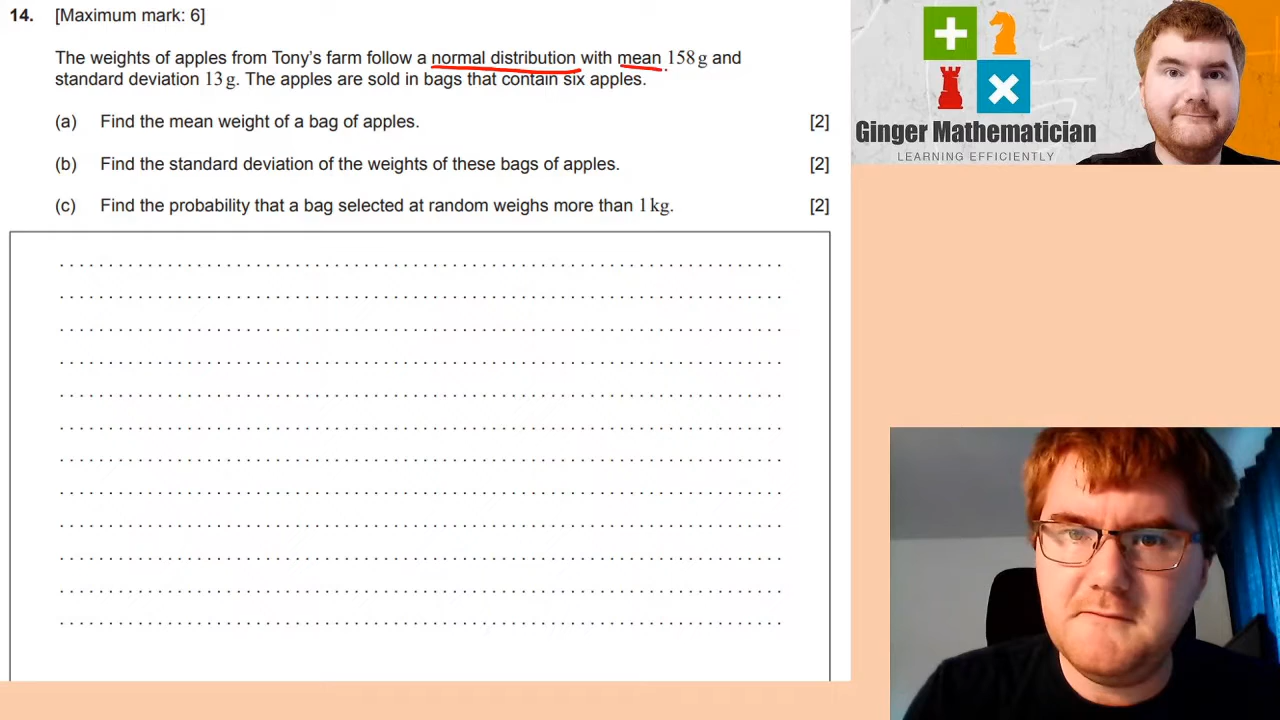 14. [Maximum mark: 6]
The weights of apples from Tony's farm follow a normal distribution with mean 158 g and
standard deviation 13 g. The apples are sold in bags that contain six apples.
(a) Find the mean weight of a bag of apples. [2]
(b) Find the standard deviation of the weights of these bags of apples. [2]
(c) Find the probability that a bag selected at random weighs more than 1 kg. [2]
Ginger Mathematician
LEARNING EFFICIENTLY